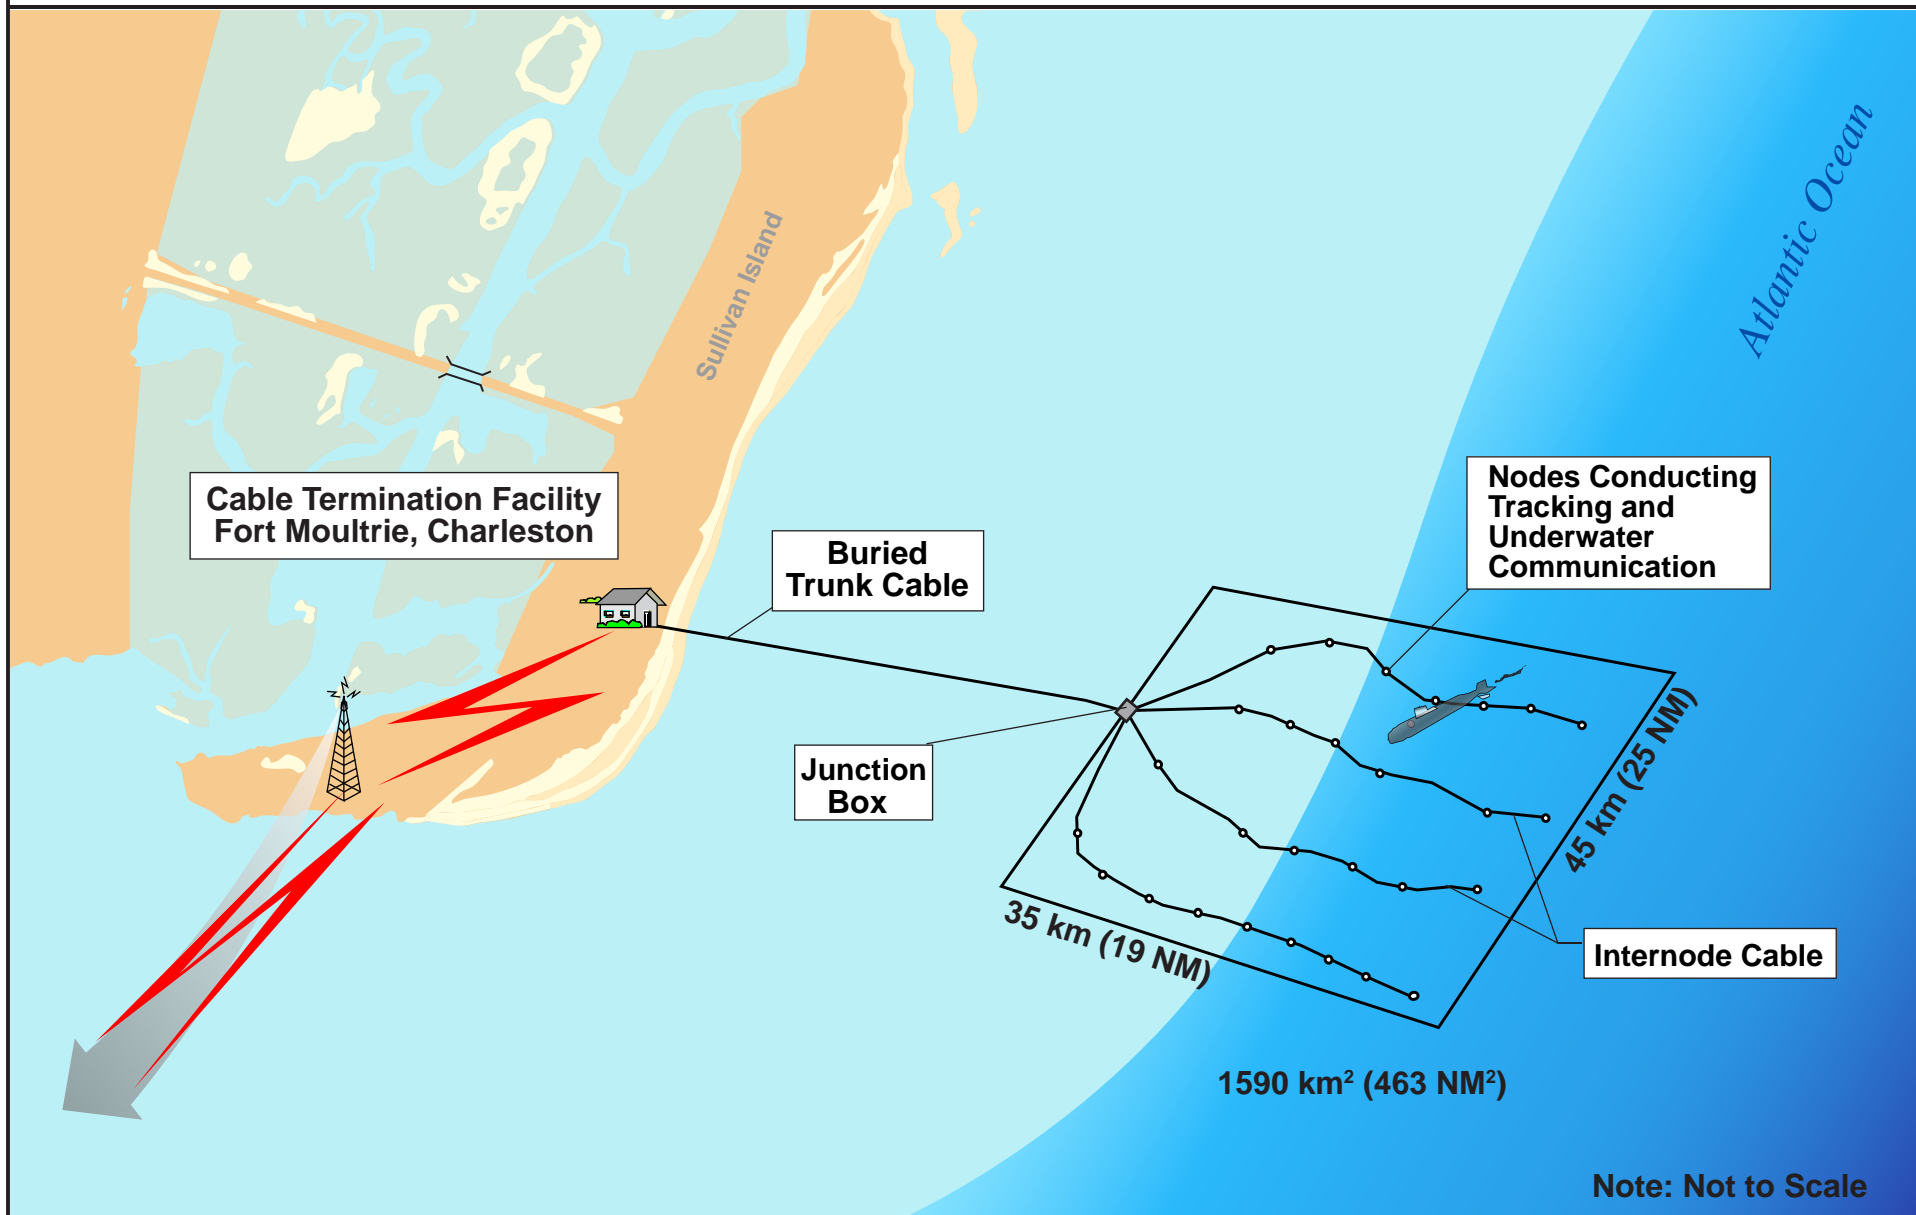 Atlantic Ocean
Sullivan Island
Cable Termination Facility
Fort Moultrie, Charleston
Buried
Trunk Cable
Nodes Conducting
Tracking and
Underwater
Communication
Junction
Box
45 km (25 NM)
35 km (19 NM)
Internode Cable
1590 km² (463 NM²)
Note: Not to Scale